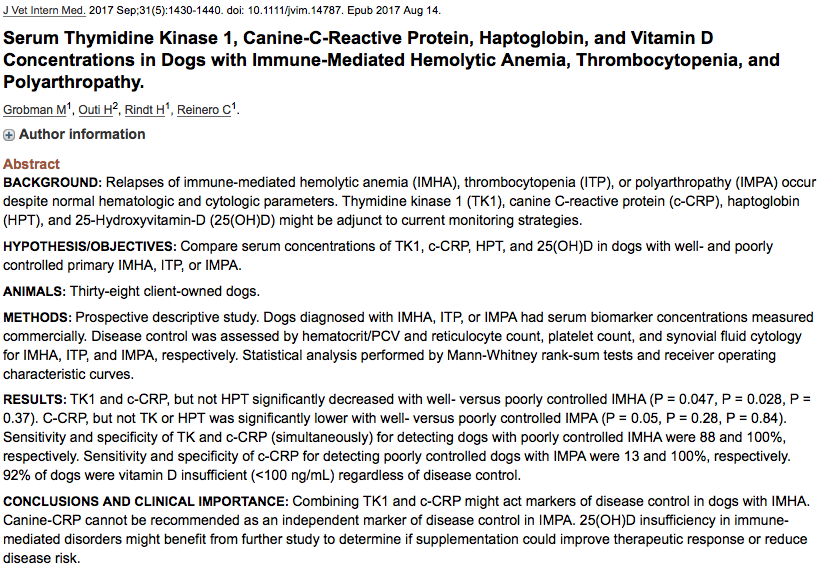 J Vet Intern Med. 2017 Sep;31(5):1430-1440. doi: 10.1111/jvim.14787. Epub 2017 Aug 14.
Serum Thymidine Kinase 1, Canine-C-Reactive Protein, Haptoglobin, and Vitamin D
Concentrations in Dogs with Immune-Mediated Hemolytic Anemia, Thrombocytopenia, and
Polyarthropathy.
Grobman M1, Outi H2, Rindt H1, Reinero C1.
Author information
Abstract
BACKGROUND: Relapses of immune-mediated hemolytic anemia (IMHA), thrombocytopenia (ITP), or polyarthropathy (IMPA) occur
despite normal hematologic and cytologic parameters. Thymidine kinase 1 (TK1), canine C-reactive protein (c-CRP), haptoglobin
(HPT), and 25-Hydroxyvitamin-D (25(OH)D) might be adjunct to current monitoring strategies.
HYPOTHESIS/OBJECTIVES: Compare serum concentrations of TK1, c-CRP, HPT, and 25(OH)D in dogs with well- and poorly
controlled primary IMHA, ITP, or IMPA.
ANIMALS: Thirty-eight client-owned dogs.
METHODS: Prospective descriptive study. Dogs diagnosed with IMHA, ITP, or IMPA had serum biomarker concentrations measured
commercially. Disease control was assessed by hematocrit/PCV and reticulocyte count, platelet count, and synovial fluid cytology
for IMHA, ITP, and IMPA, respectively. Statistical analysis performed by Mann-Whitney rank-sum tests and receiver operating
characteristic curves.
RESULTS: TK1 and c-CRP, but not HPT significantly decreased with well- versus poorly controlled IMHA (P = 0.047, P = 0.028, P =
0.37). C-CRP, but not TK or HPT was significantly lower with well- versus poorly controlled IMPA (P = 0.05, P = 0.28, P = 0.84).
Sensitivity and specificity of TK and c-CRP (simultaneously) for detecting dogs with poorly controlled IMHA were 88 and 100%,
respectively. Sensitivity and specificity of c-CRP for detecting poorly controlled dogs with IMPA were 13 and 100%, respectively.
92% of dogs were vitamin D insufficient (<100 ng/mL) regardless of disease control.
CONCLUSIONS AND CLINICAL IMPORTANCE: Combining TK1 and c-CRP might act markers of disease control in dogs with IMHA.
Canine-CRP cannot be recommended as an independent marker of disease control in IMPA. 25(OH)D insufficiency in immune-
mediated disorders might benefit from further study to determine if supplementation could improve therapeutic response or reduce
disease risk.